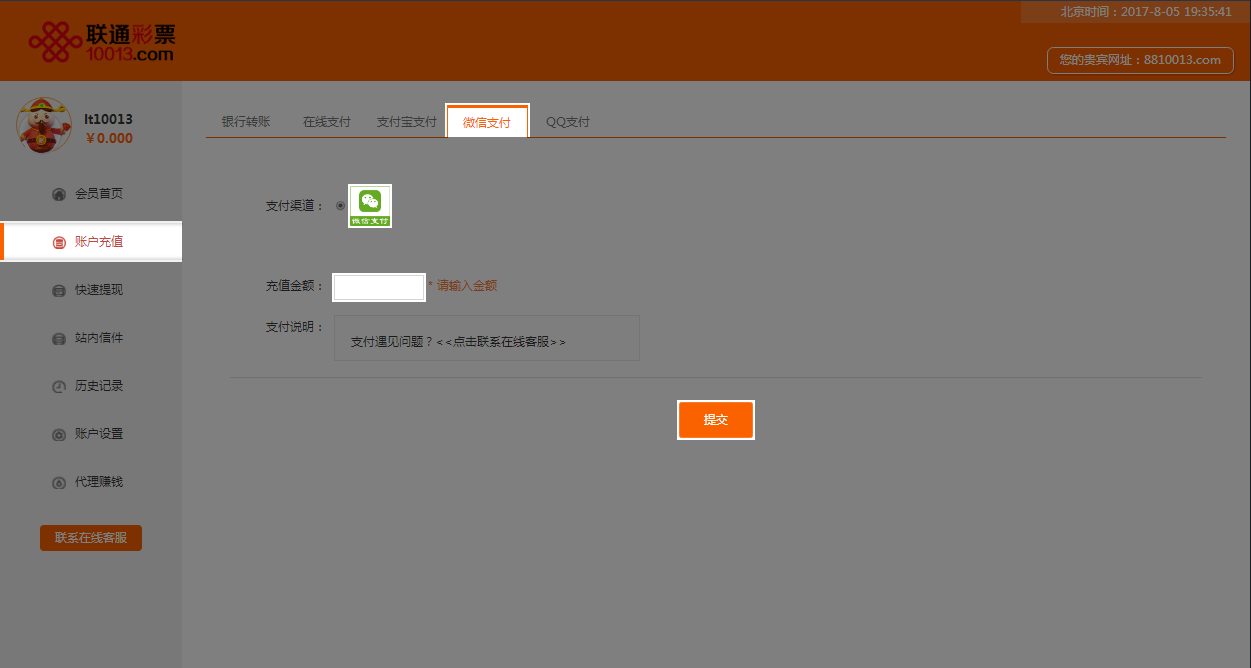 北京时间：2017-8-05 19:35:41
联通彩票
10013.com
您的贵宾网址：8810013.com
lt10013
￥0.000
银行转账 在线支付 支付宝支付 微信支付 QQ支付
会员首页
账户充值
快速提现
站内信件
历史记录
账户设置
代理赚钱
联系在线客服
支付渠道：
微信支付
充值金额： * 请输入金额
支付说明： 支付遇见问题？<<点击联系在线客服>>
提交